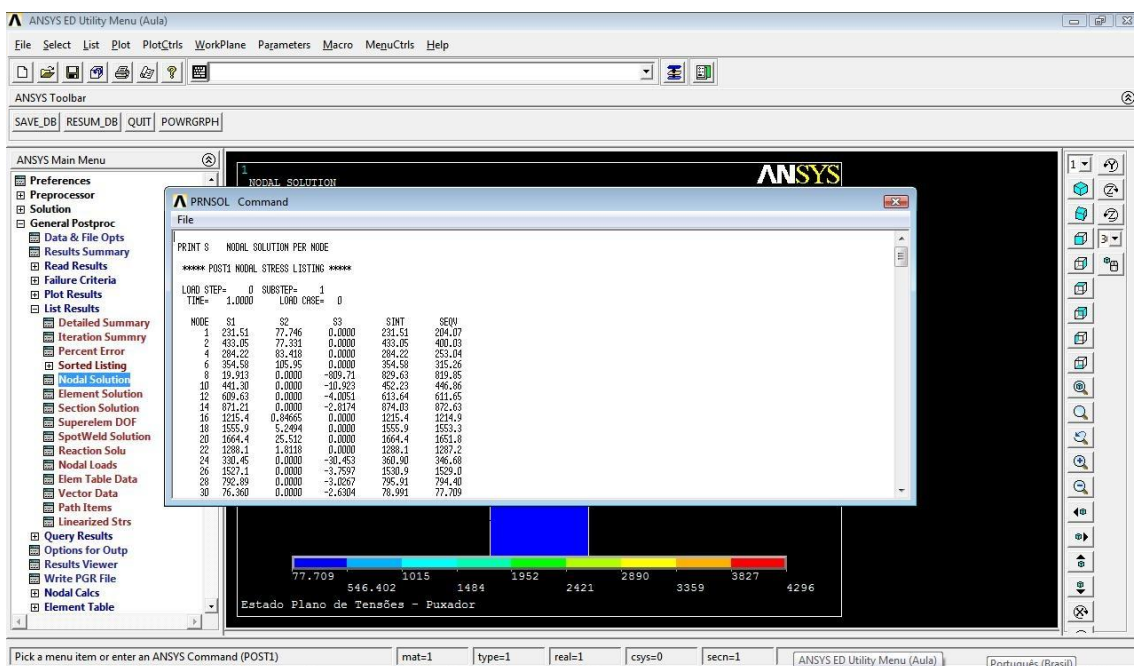 ANSYS ED Utility Menu (Aula)
File Select List Plot PlotCtrls WorkPlane Parameters Macro MenuCtrls Help
ANSYS Toolbar
SAVE_DB RESUM_DB QUIT POWRGRPH
ANSYS Main Menu
Preferences
Preprocessor
Solution
General Postproc
Data & File Opts
Results Summary
Read Results
Failure Criteria
Plot Results
List Results
Detailed Summary
Iteration Summry
Percent Error
Sorted Listing
Nodal Solution
Element Solution
Section Solution
Superelem DOF
SpotWeld Solution
Reaction Solu
Nodal Loads
Elem Table Data
Vector Data
Path Items
Linearized Strs
Query Results
Options for Outp
Results Viewer
Write PGR File
Nodal Calcs
Element Table
1
NODAL SOLUTION
ANSYS
PRNSOL Command
File
PRINT S NODAL SOLUTION PER NODE
***** POST1 NODAL STRESS LISTING *****
LOAD STEP= 0 SUBSTEP= 1
TIME= 1.0000 LOAD CASE= 0
NODE S1 S2 S3 SINT SEQV
1 231.51 77.746 0.0000 231.51 204.07
2 433.05 77.331 0.0000 433.05 400.03
4 284.22 83.418 0.0000 284.22 253.04
6 354.58 105.95 0.0000 354.58 315.26
8 19.913 0.0000 -809.71 829.63 819.85
10 441.30 0.0000 -10.923 452.23 446.86
12 609.63 0.0000 -4.0051 613.64 611.65
14 871.21 0.0000 -2.8174 874.03 872.63
16 1215.4 0.84665 0.0000 1215.4 1214.9
18 1555.9 5.2494 0.0000 1555.9 1553.3
20 1664.4 25.512 0.0000 1664.4 1651.8
22 1288.1 1.8118 0.0000 1288.1 1287.2
24 330.45 0.0000 -30.453 360.90 346.68
26 1527.1 0.0000 -3.7597 1530.9 1529.0
28 792.89 0.0000 -3.0267 795.91 794.40
30 76.360 0.0000 -2.6304 78.991 77.709
77.709 1015 1952 2890 3827
546.402 1484 2421 3359 4296
Estado Plano de Tensões - Puxador
1
Pick a menu item or enter an ANSYS Command (POST1)
mat=1 type=1 real=1 csys=0 secn=1
ANSYS ED Utility Menu (Aula)
Português (Brasil)